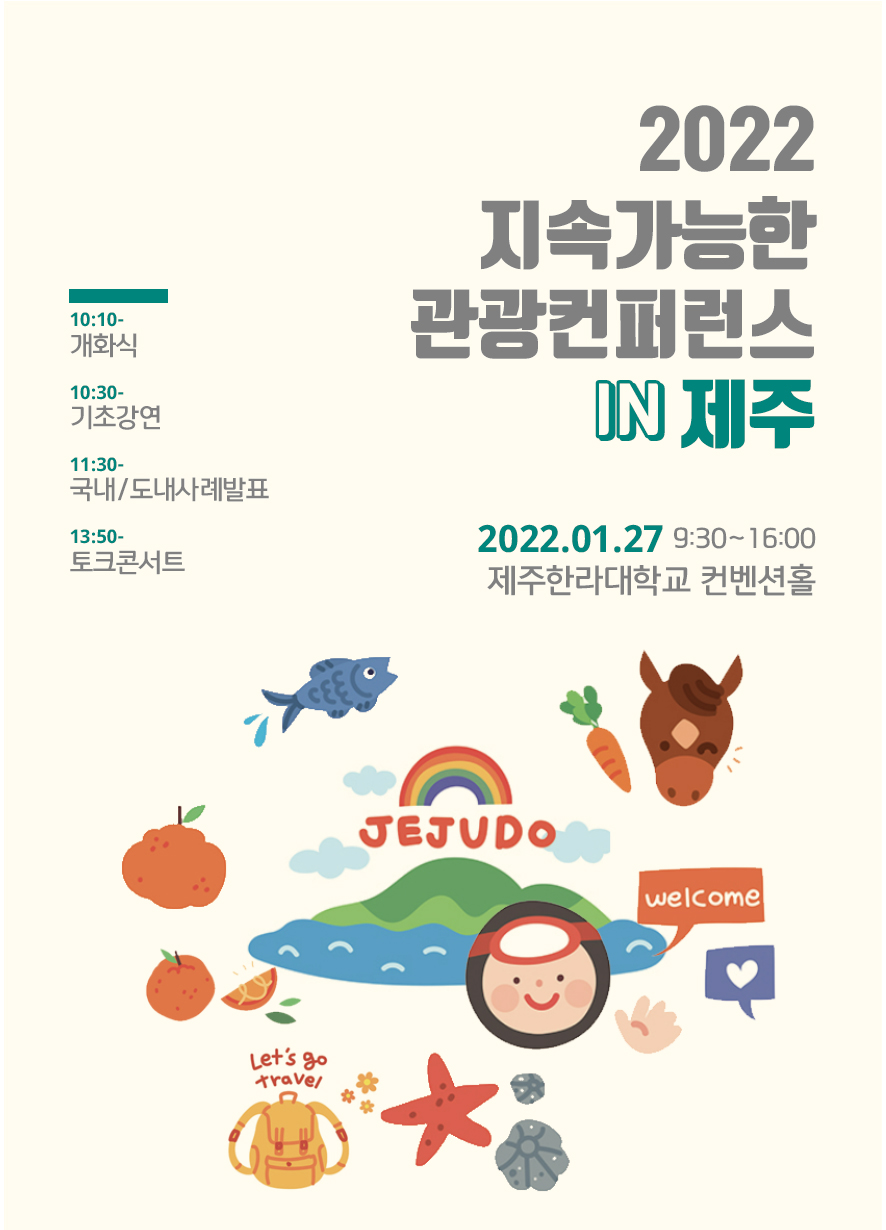 2022
지속가능한
관광컨퍼런스
IN 제주
10:10-
개화식
10:30-
기초강연
11:30-
국내/도내사례발표
13:50-
토크콘서트
2022.01.27 9:30~16:00
제주한라대학교 컨벤션홀
JEJUDO
welcome
Let's go
travel